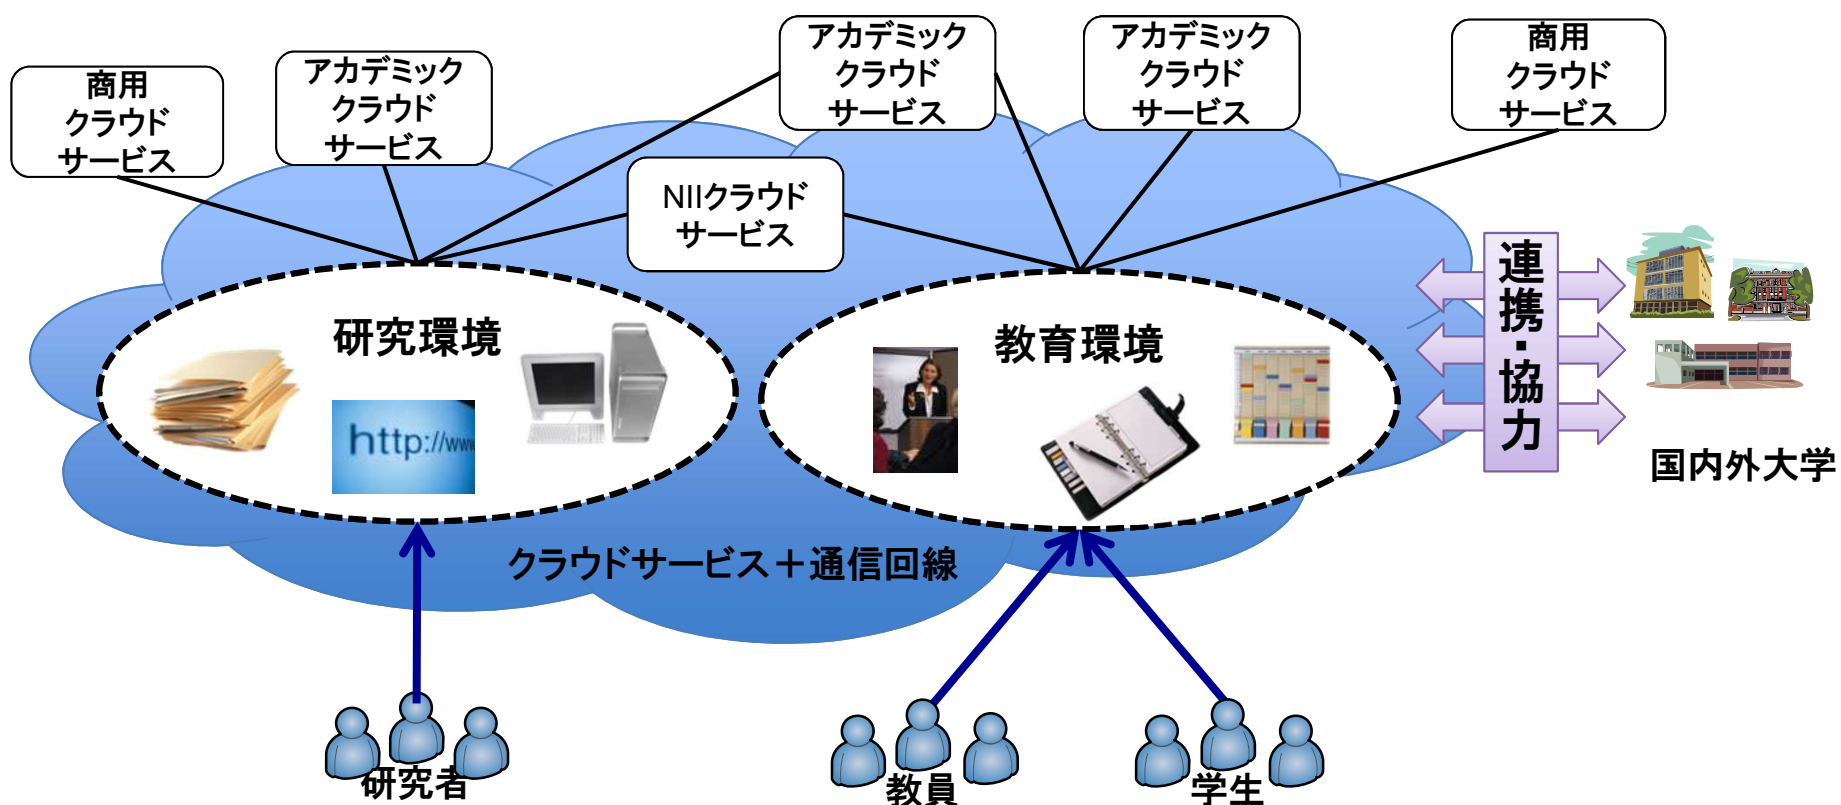 商用
クラウド
サービス
アカデミック
クラウド
サービス
アカデミック
クラウド
サービス
アカデミック
クラウド
サービス
商用
クラウド
サービス
NIIクラウド
サービス
研究環境
http://www
教育環境
連携・協力
国内外大学
クラウドサービス＋通信回線
研究者
教員
学生